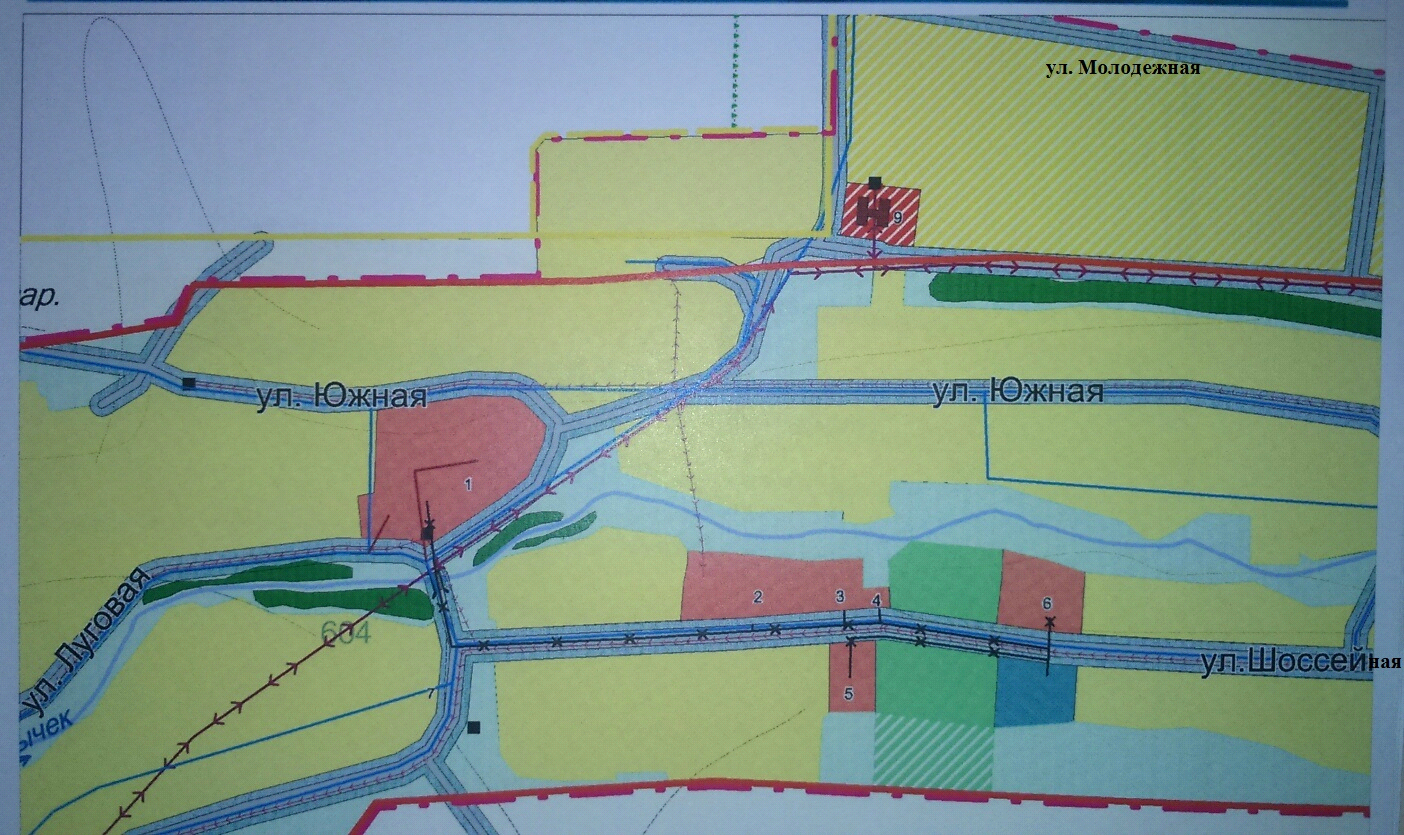 ул. Молодежная
9
ар.
ул. Южная
ул. Южная
1
2
3
4
6
ул. Луговая
604
ул.Шоссейная
5
7
ычек